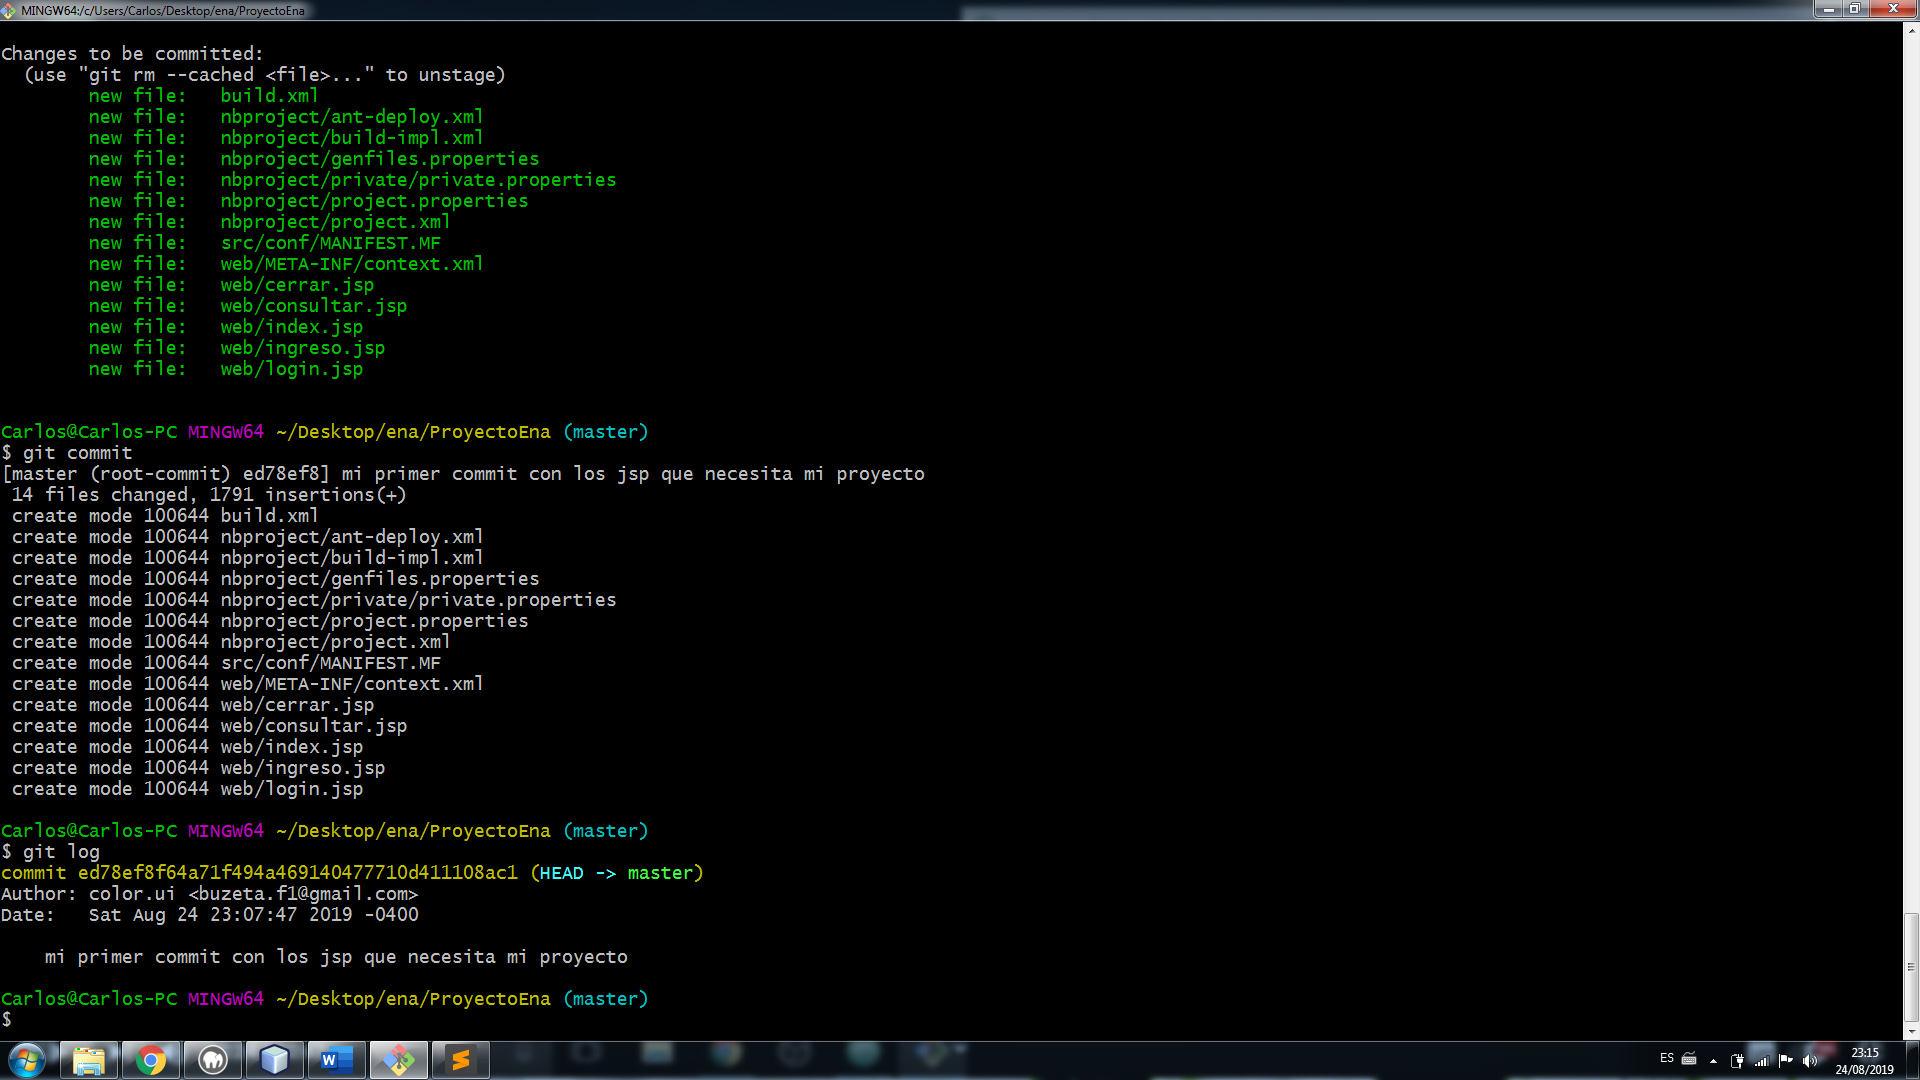 MINGW64:/c/Users/Carlos/Desktop/ena/ProyectoEna
Changes to be committed:
  (use "git rm --cached <file>..." to unstage)
        new file:   build.xml
        new file:   nbproject/ant-deploy.xml
        new file:   nbproject/build-impl.xml
        new file:   nbproject/genfiles.properties
        new file:   nbproject/private/private.properties
        new file:   nbproject/project.properties
        new file:   nbproject/project.xml
        new file:   src/conf/MANIFEST.MF
        new file:   web/META-INF/context.xml
        new file:   web/cerrar.jsp
        new file:   web/consultar.jsp
        new file:   web/index.jsp
        new file:   web/ingreso.jsp
        new file:   web/login.jsp
Carlos@Carlos-PC MINGW64 ~/Desktop/ena/ProyectoEna (master)
$ git commit
[master (root-commit) ed78ef8] mi primer commit con los jsp que necesita mi proyecto
 14 files changed, 1791 insertions(+)
 create mode 100644 build.xml
 create mode 100644 nbproject/ant-deploy.xml
 create mode 100644 nbproject/build-impl.xml
 create mode 100644 nbproject/genfiles.properties
 create mode 100644 nbproject/private/private.properties
 create mode 100644 nbproject/project.properties
 create mode 100644 nbproject/project.xml
 create mode 100644 src/conf/MANIFEST.MF
 create mode 100644 web/META-INF/context.xml
 create mode 100644 web/cerrar.jsp
 create mode 100644 web/consultar.jsp
 create mode 100644 web/index.jsp
 create mode 100644 web/ingreso.jsp
 create mode 100644 web/login.jsp
Carlos@Carlos-PC MINGW64 ~/Desktop/ena/ProyectoEna (master)
$ git log
commit ed78ef8f64a71f494a469140477710d411108ac1 (HEAD -> master)
Author: color.ui <buzeta.f1@gmail.com>
Date:   Sat Aug 24 23:07:47 2019 -0400
    mi primer commit con los jsp que necesita mi proyecto
Carlos@Carlos-PC MINGW64 ~/Desktop/ena/ProyectoEna (master)
$
ES
23:15
24/08/2019